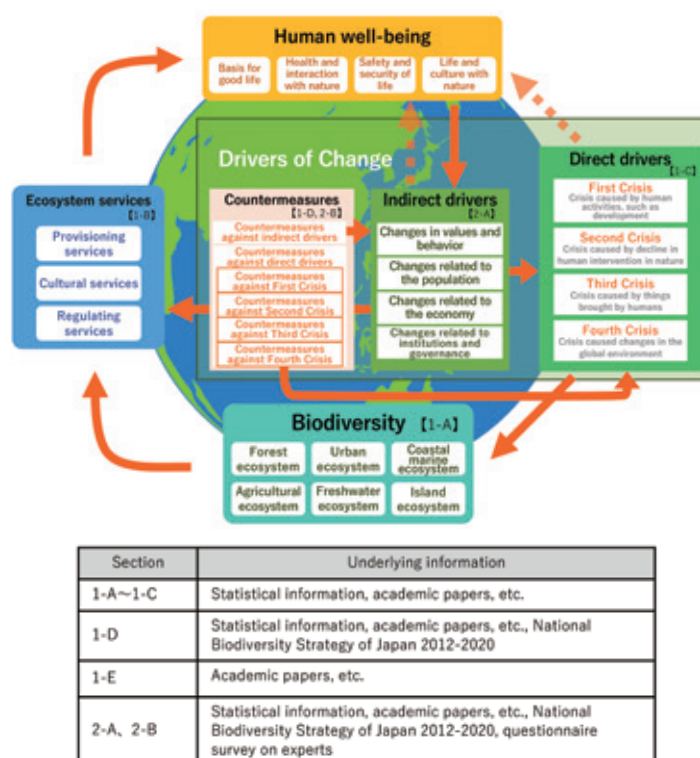 Human well-being
Basis for
good life
Health and
interaction
with nature
Safety and
security of
life
Life and
culture with
nature
Drivers of Change
Ecosystem services
【1-B】
Provisioning
services
Cultural services
Regulating
services
Countermeasures
【1-D, 2-B】
Countermeasures
against indirect drivers
Countermeasures
against direct drivers
Countermeasures
against First Crisis
Countermeasures
against Second Crisis
Countermeasures
against Third Crisis
Countermeasures
against Fourth Crisis
Indirect drivers
【2-A】
Changes in values and
behavior
Changes related to
the population
Changes related to
the economy
Changes related to
institutions and
governance
Direct drivers
【1-C】
First Crisis
Crisis caused by human
activities, such as
development
Second Crisis
Crisis caused by decline in
human intervention in nature
Third Crisis
Crisis caused by things
brought by humans
Fourth Crisis
Crisis caused changes in the
global environment
Biodiversity 【1-A】
Forest
ecosystem
Urban
ecosystem
Coastal
marine
ecosystem
Agricultural
ecosystem
Freshwater
ecosystem
Island
ecosystem
Section Underlying information
1-A～1-C Statistical information, academic papers, etc.
1-D Statistical information, academic papers, etc., National
Biodiversity Strategy of Japan 2012-2020
1-E Academic papers, etc.
2-A、2-B Statistical information, academic papers, etc., National
Biodiversity Strategy of Japan 2012-2020, questionnaire
survey on experts